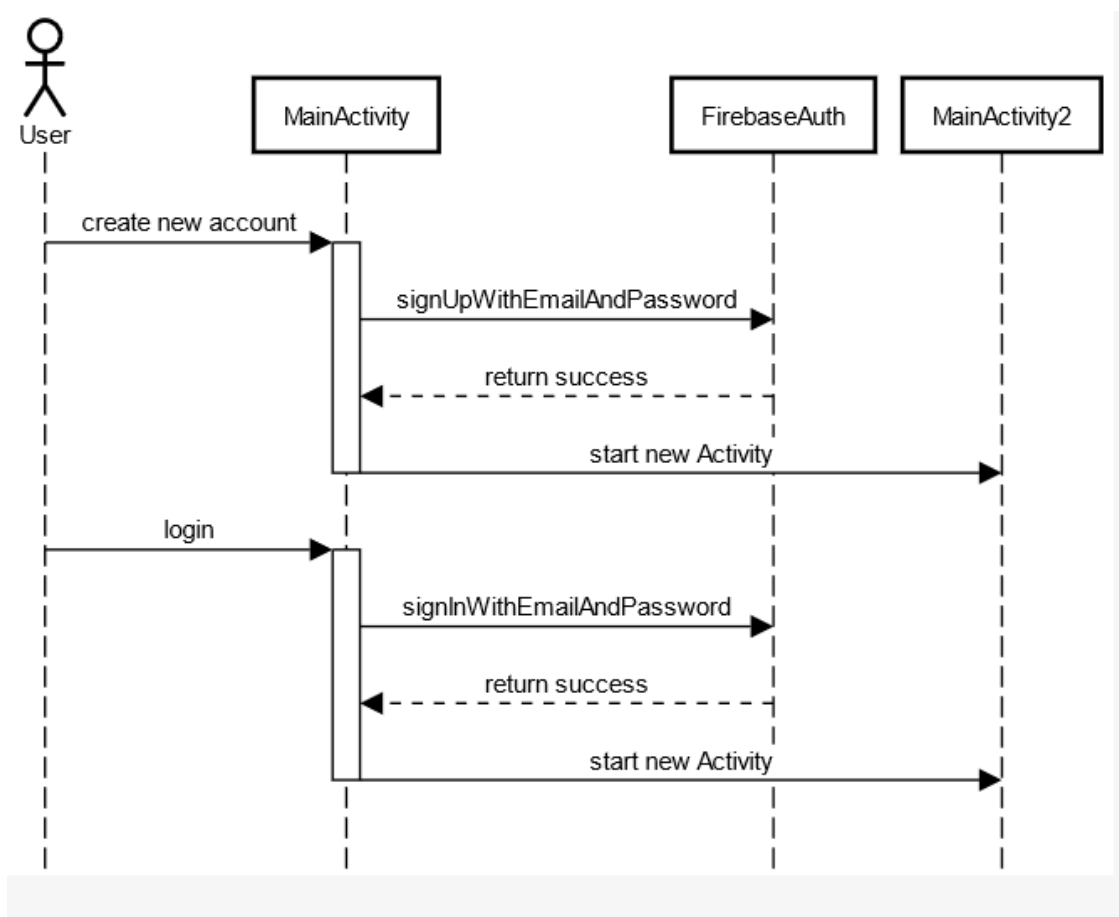 User
MainActivity
FirebaseAuth
MainActivity2
create new account
signUpWithEmailAndPassword
return success
start new Activity
login
signInWithEmailAndPassword
return success
start new Activity